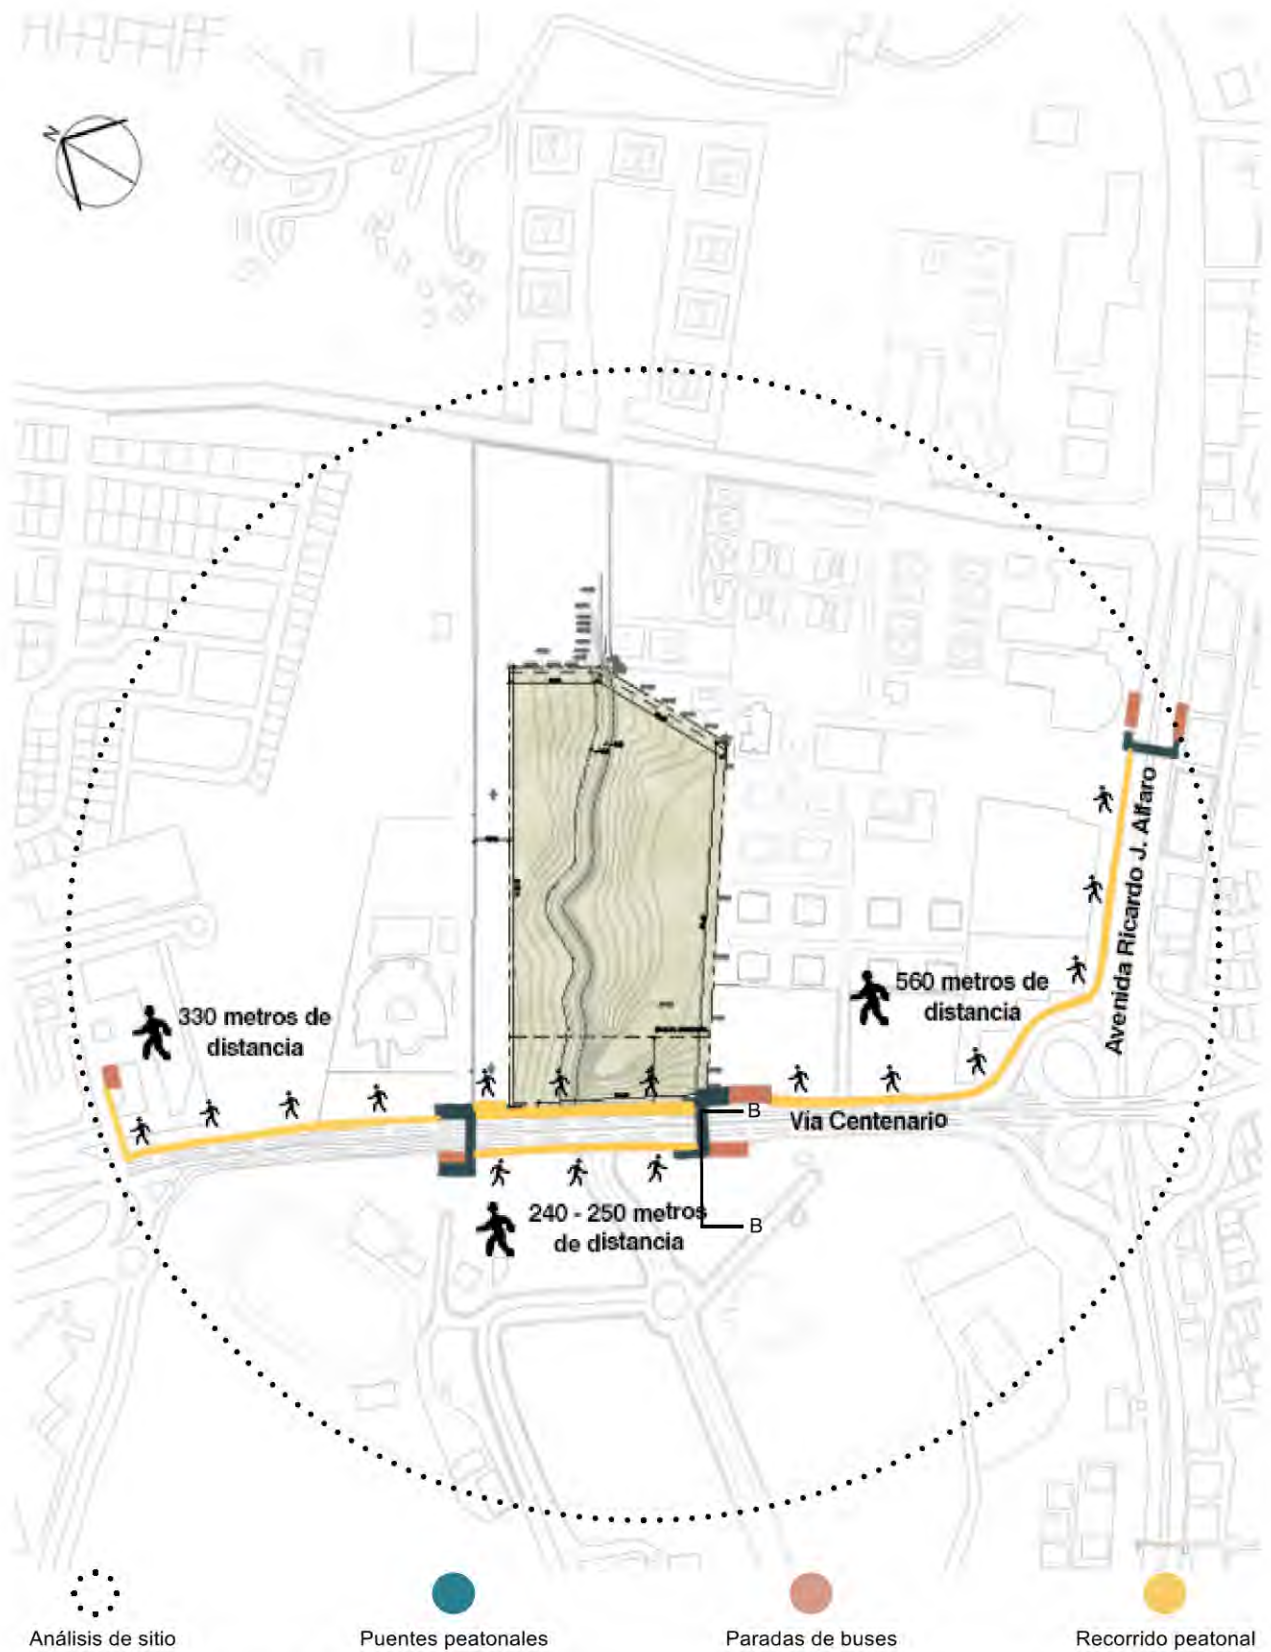 N
Avenida Ricardo J. Alfaro
560 metros de
distancia
330 metros de
distancia
B
Vía Centenario
240 - 250 metros
de distancia
B
Análisis de sitio
Puentes peatonales
Paradas de buses
Recorrido peatonal